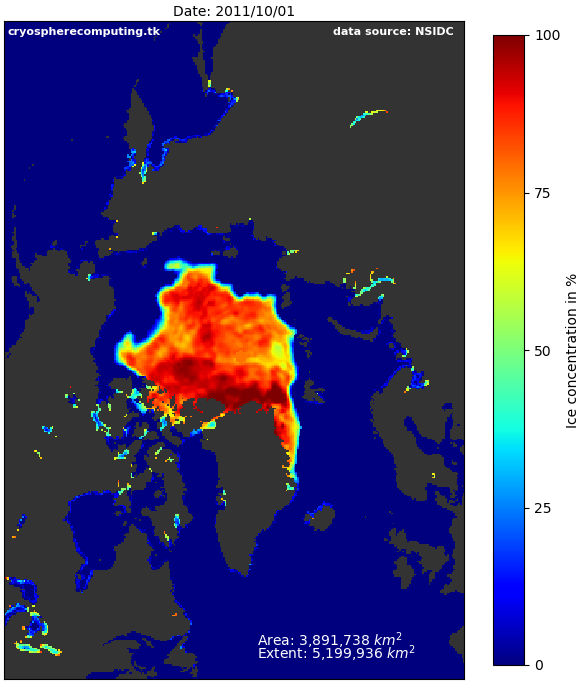 Date: 2011/10/01
cryospherecomputing.tk
data source: NSIDC
100
75
50
25
0
Ice concentration in %
Area: 3,891,738 km²
Extent: 5,199,936 km²